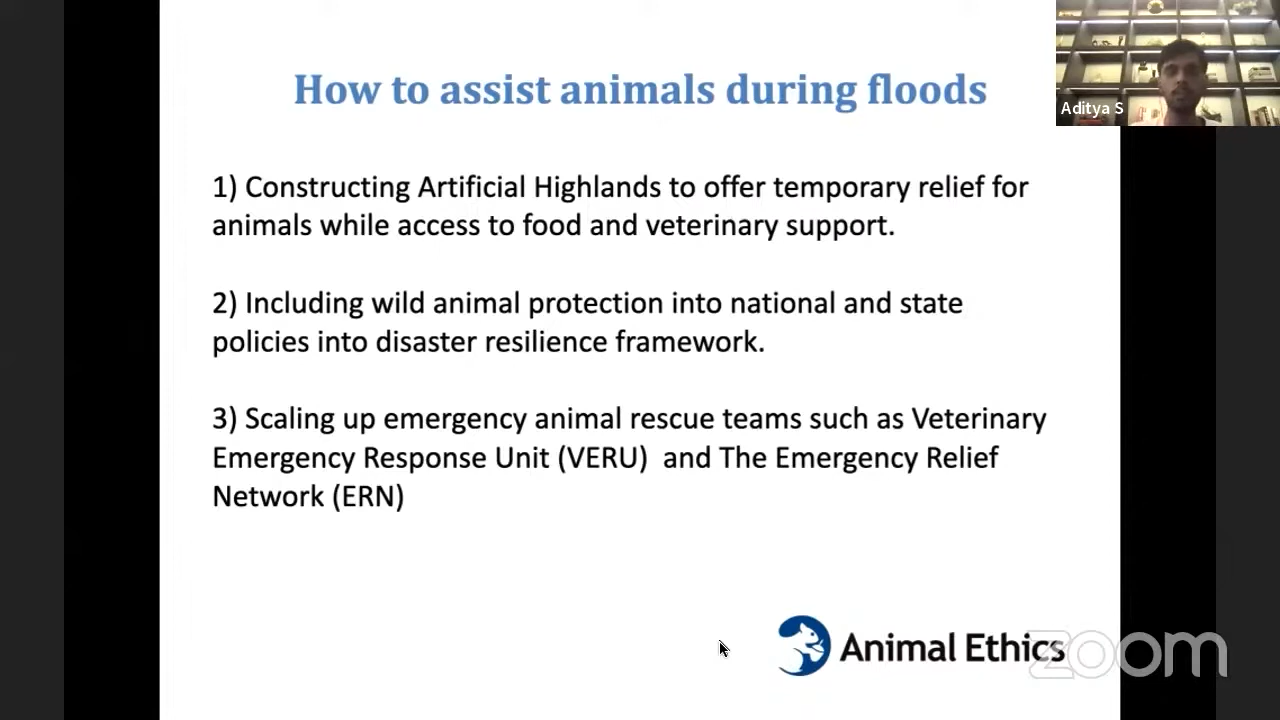 How to assist animals during floods
Aditya S
1) Constructing Artificial Highlands to offer temporary relief for
animals while access to food and veterinary support.
2) Including wild animal protection into national and state
policies into disaster resilience framework.
3) Scaling up emergency animal rescue teams such as Veterinary
Emergency Response Unit (VERU)  and The Emergency Relief
Network (ERN)
Animal Ethics
zoom